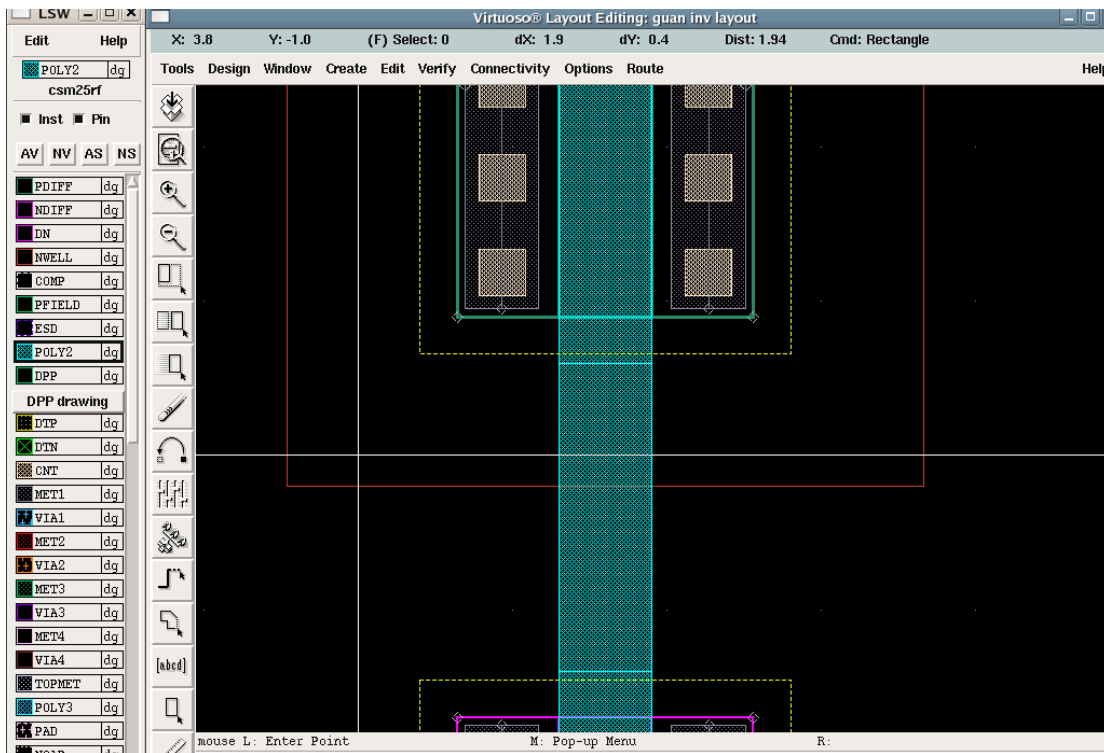 LSW
Virtuoso® Layout Editing: guan inv layout
Edit Help
X: 3.8 Y: -1.0 (F) Select: 0 dX: 1.9 dY: 0.4 Dist: 1.94 Cmd: Rectangle
POLY2 dg
Tools Design Window Create Edit Verify Connectivity Options Route Help
csm25rf
Inst Pin
AV NV AS NS
PDIFF dg
NDIFF dg
DN dg
NWELL dg
COMP dg
PFIELD dg
ESD dg
POLY2 dg
DPP dg
DPP drawing
DTP dg
DTN dg
CNT dg
MET1 dg
VIA1 dg
MET2 dg
VIA2 dg
MET3 dg
VIA3 dg
MET4 dg
VIA4 dg
[abcd]
TOPMET dg
POLY3 dg
PAD dg
mouse L: Enter Point M: Pop-up Menu R: